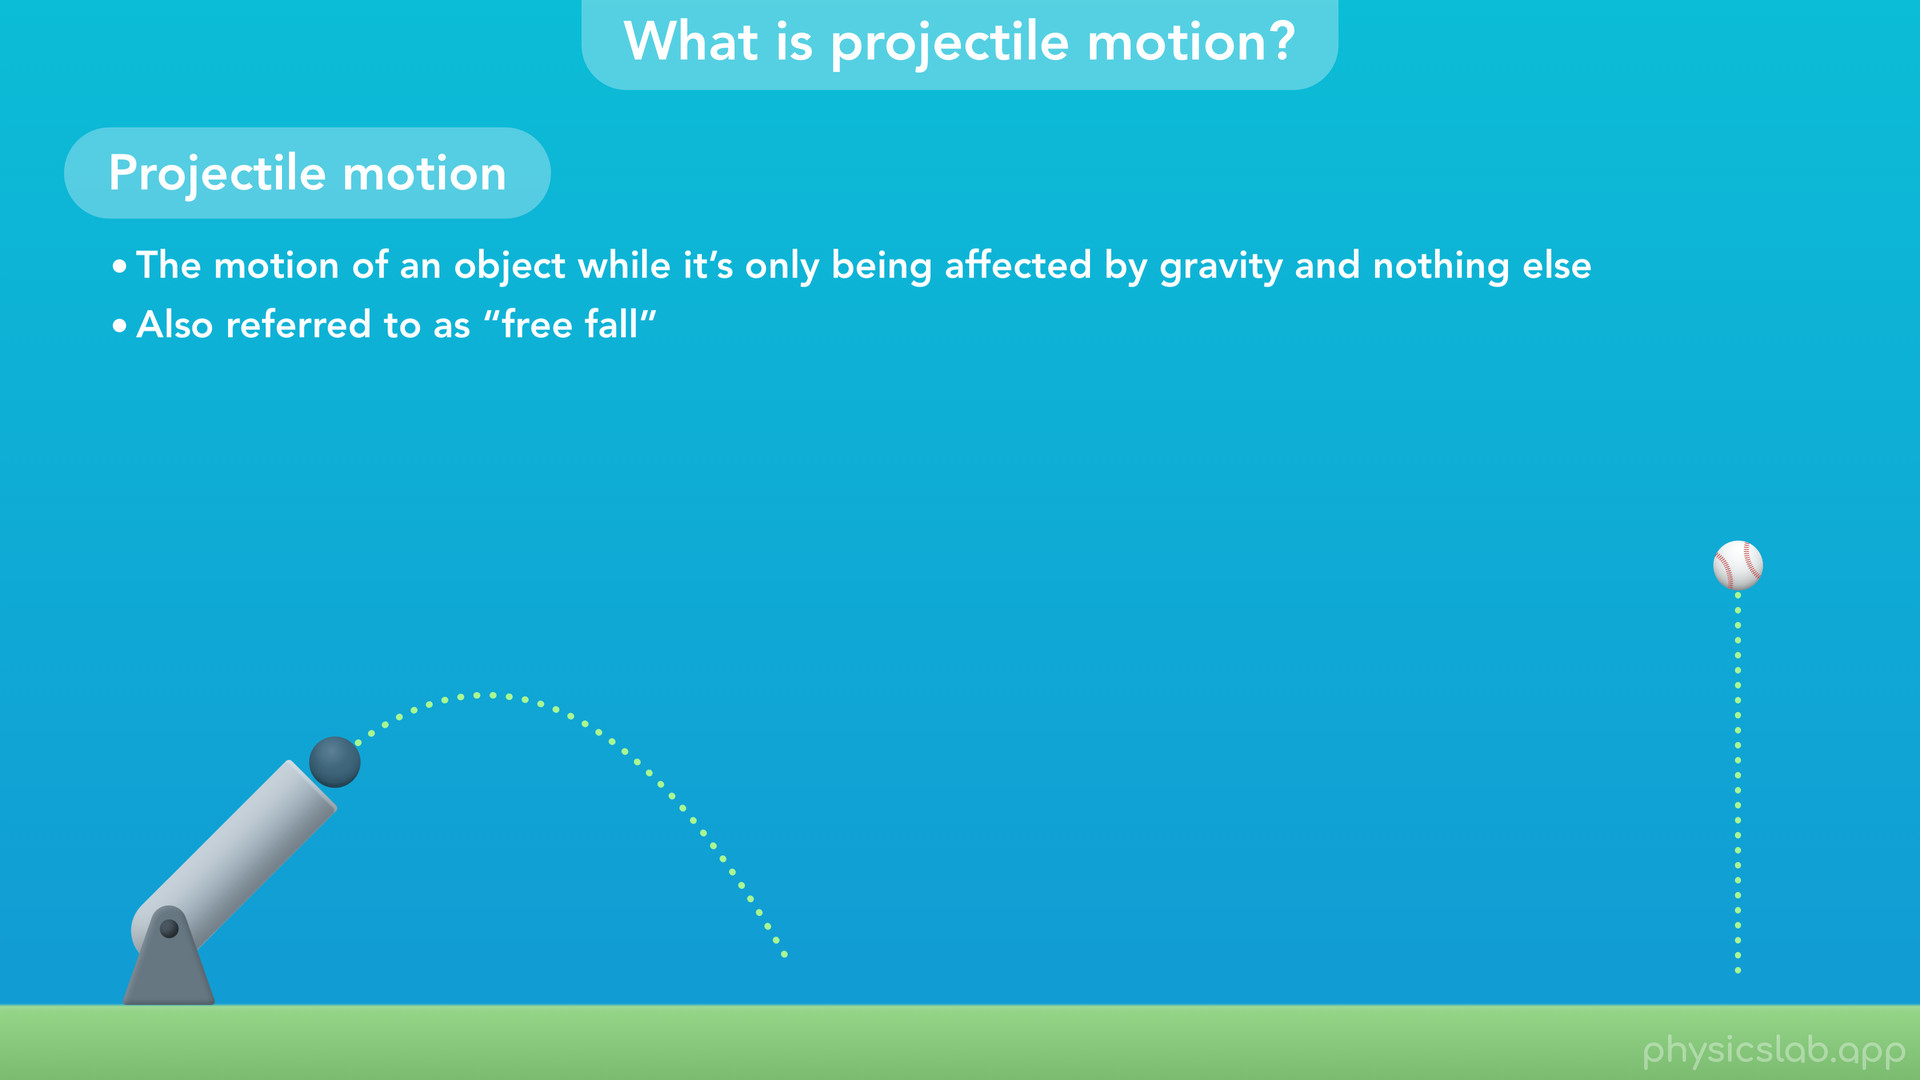 What is projectile motion?
Projectile motion
• The motion of an object while it’s only being affected by gravity and nothing else
• Also referred to as “free fall”
physicslab.app